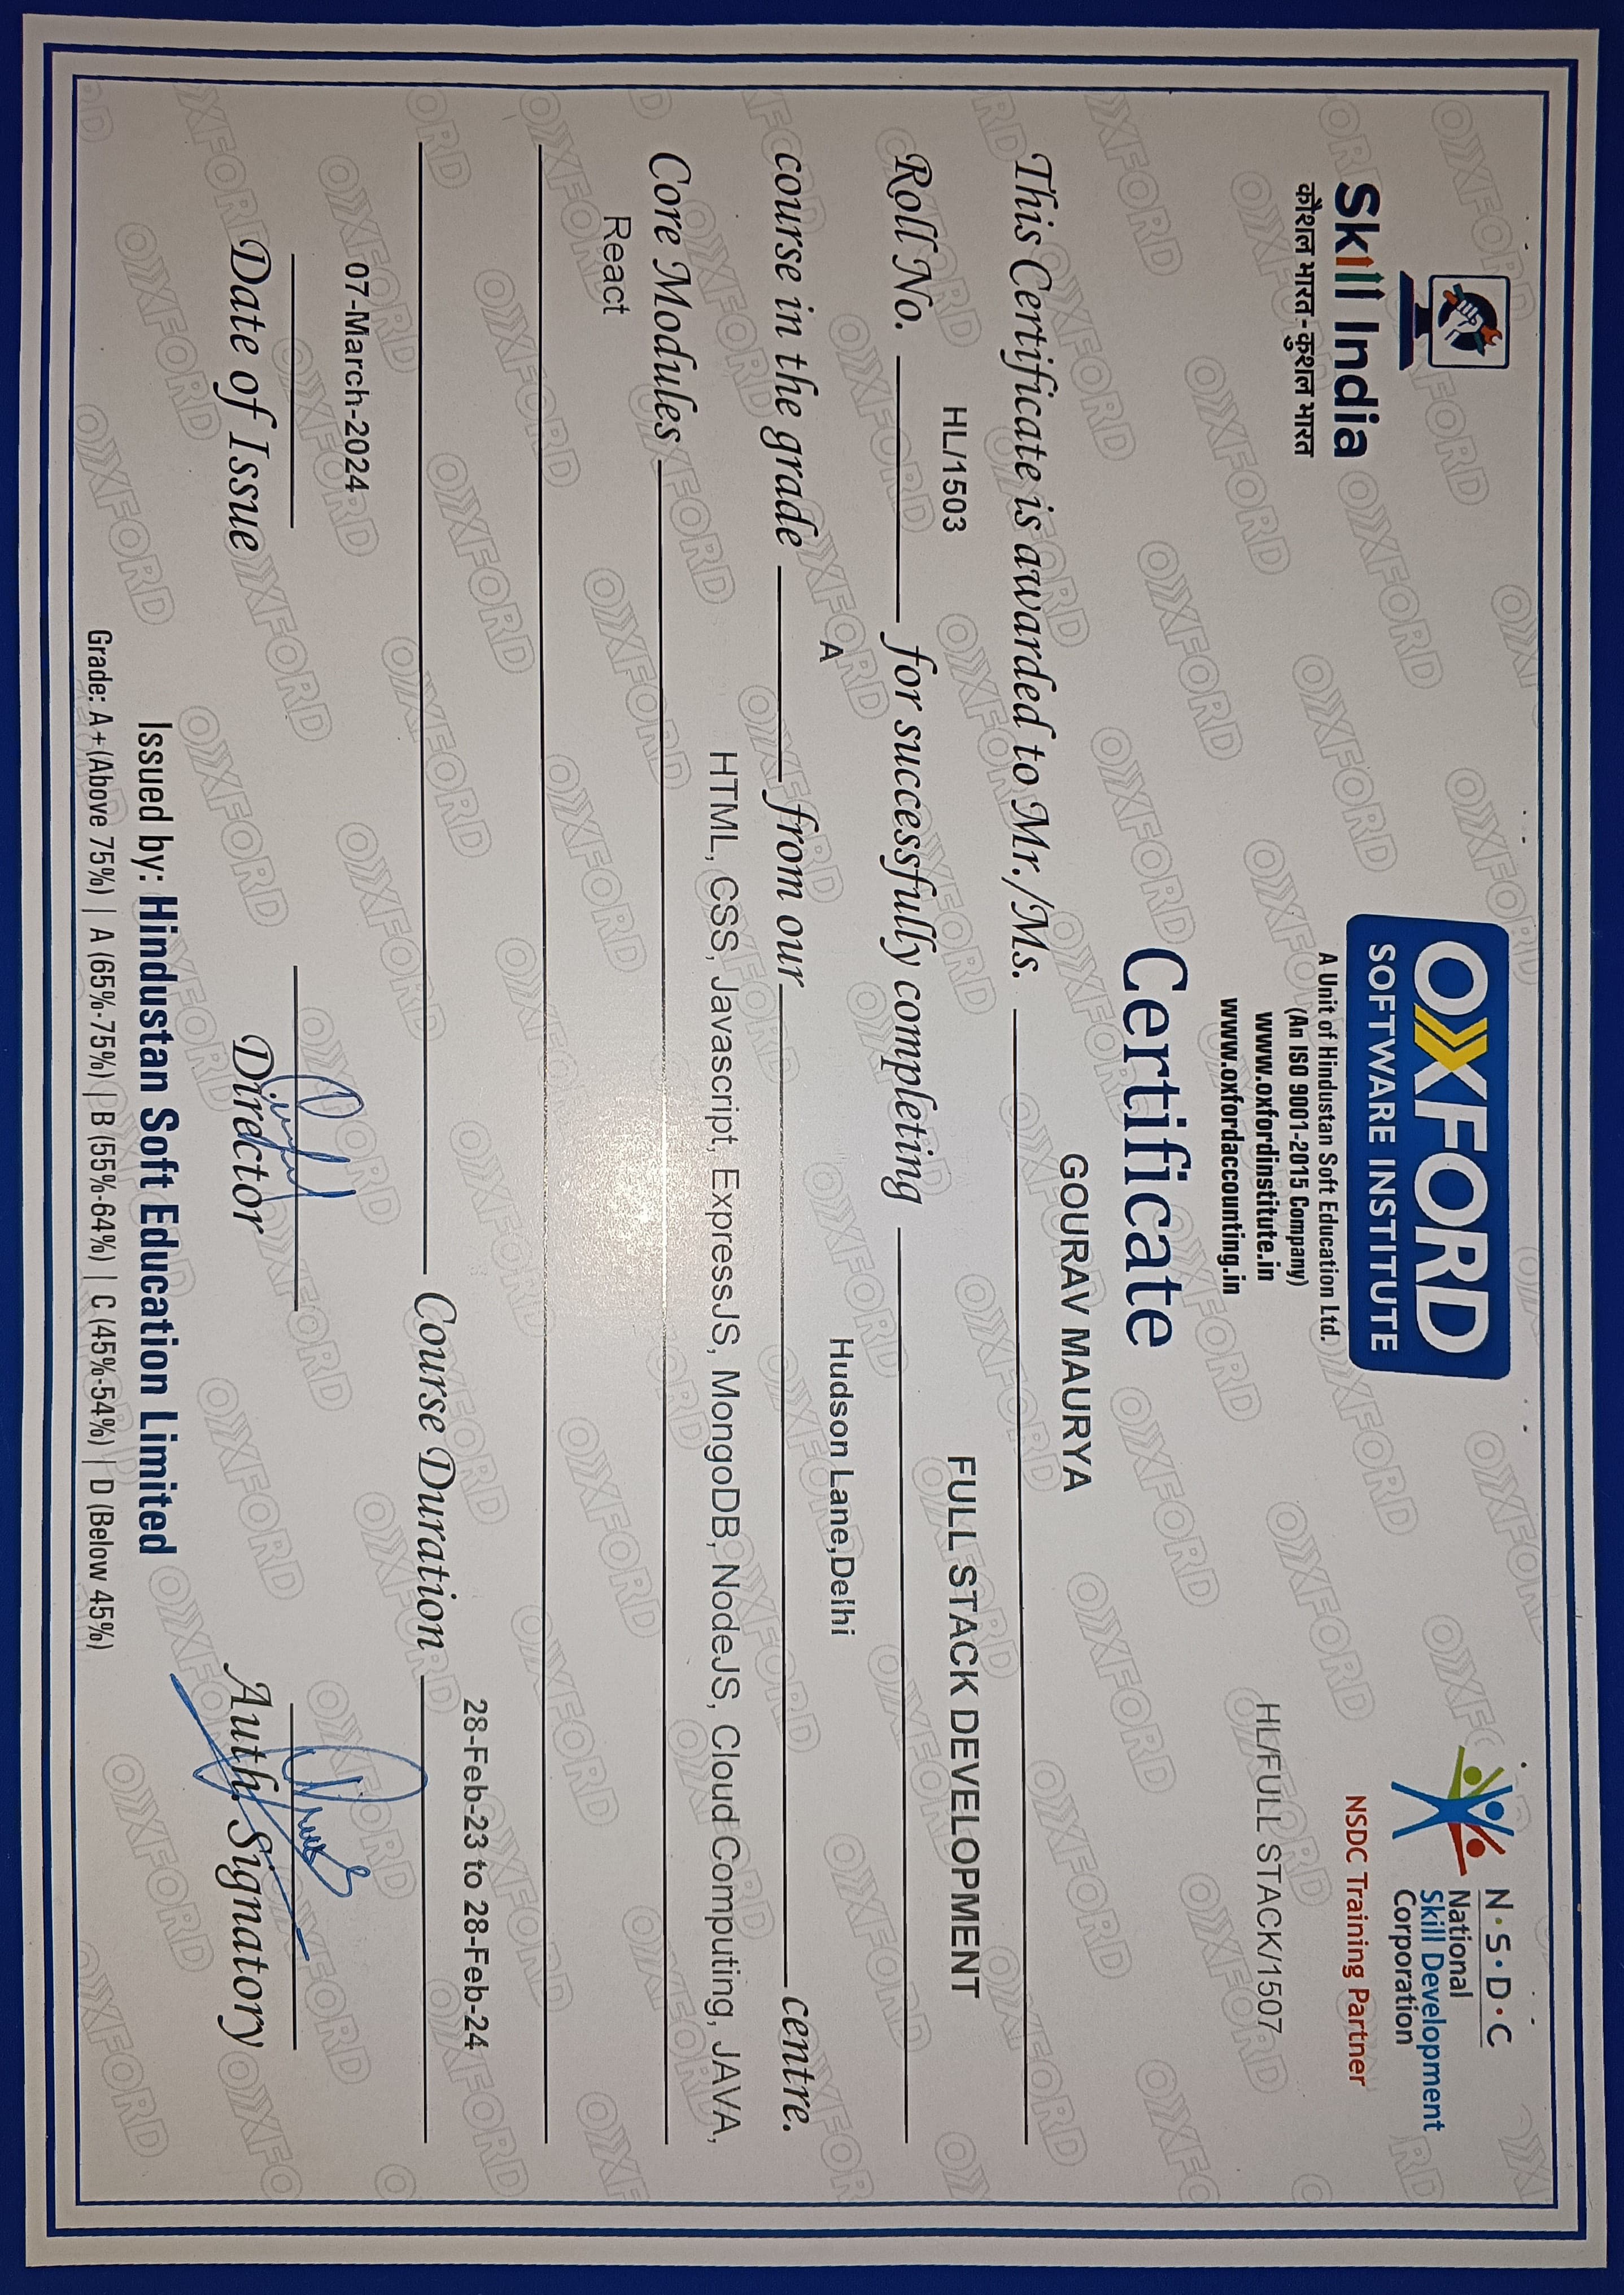 Skill India
कौशल भारत - कुशल भारत
OXFORD
SOFTWARE INSTITUTE
A Unit of Hindustan Soft Education Ltd.
(An ISO 9001-2015 Company)
www.oxfordinstitute.in
www.oxfordaccounting.in
N·S·D·C
National
Skill Development
Corporation
NSDC Training Partner
HL/FULL STACK/1507
Certificate
GOURAV MAURYA
This Certificate is awarded to Mr./Ms.
HL/1503 FULL STACK DEVELOPMENT
Roll No. for successfully completing
A Hudson Lane,Delhi
course in the grade from our centre.
HTML, CSS, Javascript, ExpressJS, MongoDB, NodeJS, Cloud Computing, JAVA,
Core Modules
React
28-Feb-23 to 28-Feb-24
Course Duration
07-March-2024
Date of Issue Director Auth. Signatory
Issued by: Hindustan Soft Education Limited
Grade: A+(Above 75%) | A (65%-75%) | B (55%-64%) | C (45%-54%) | D (Below 45%)